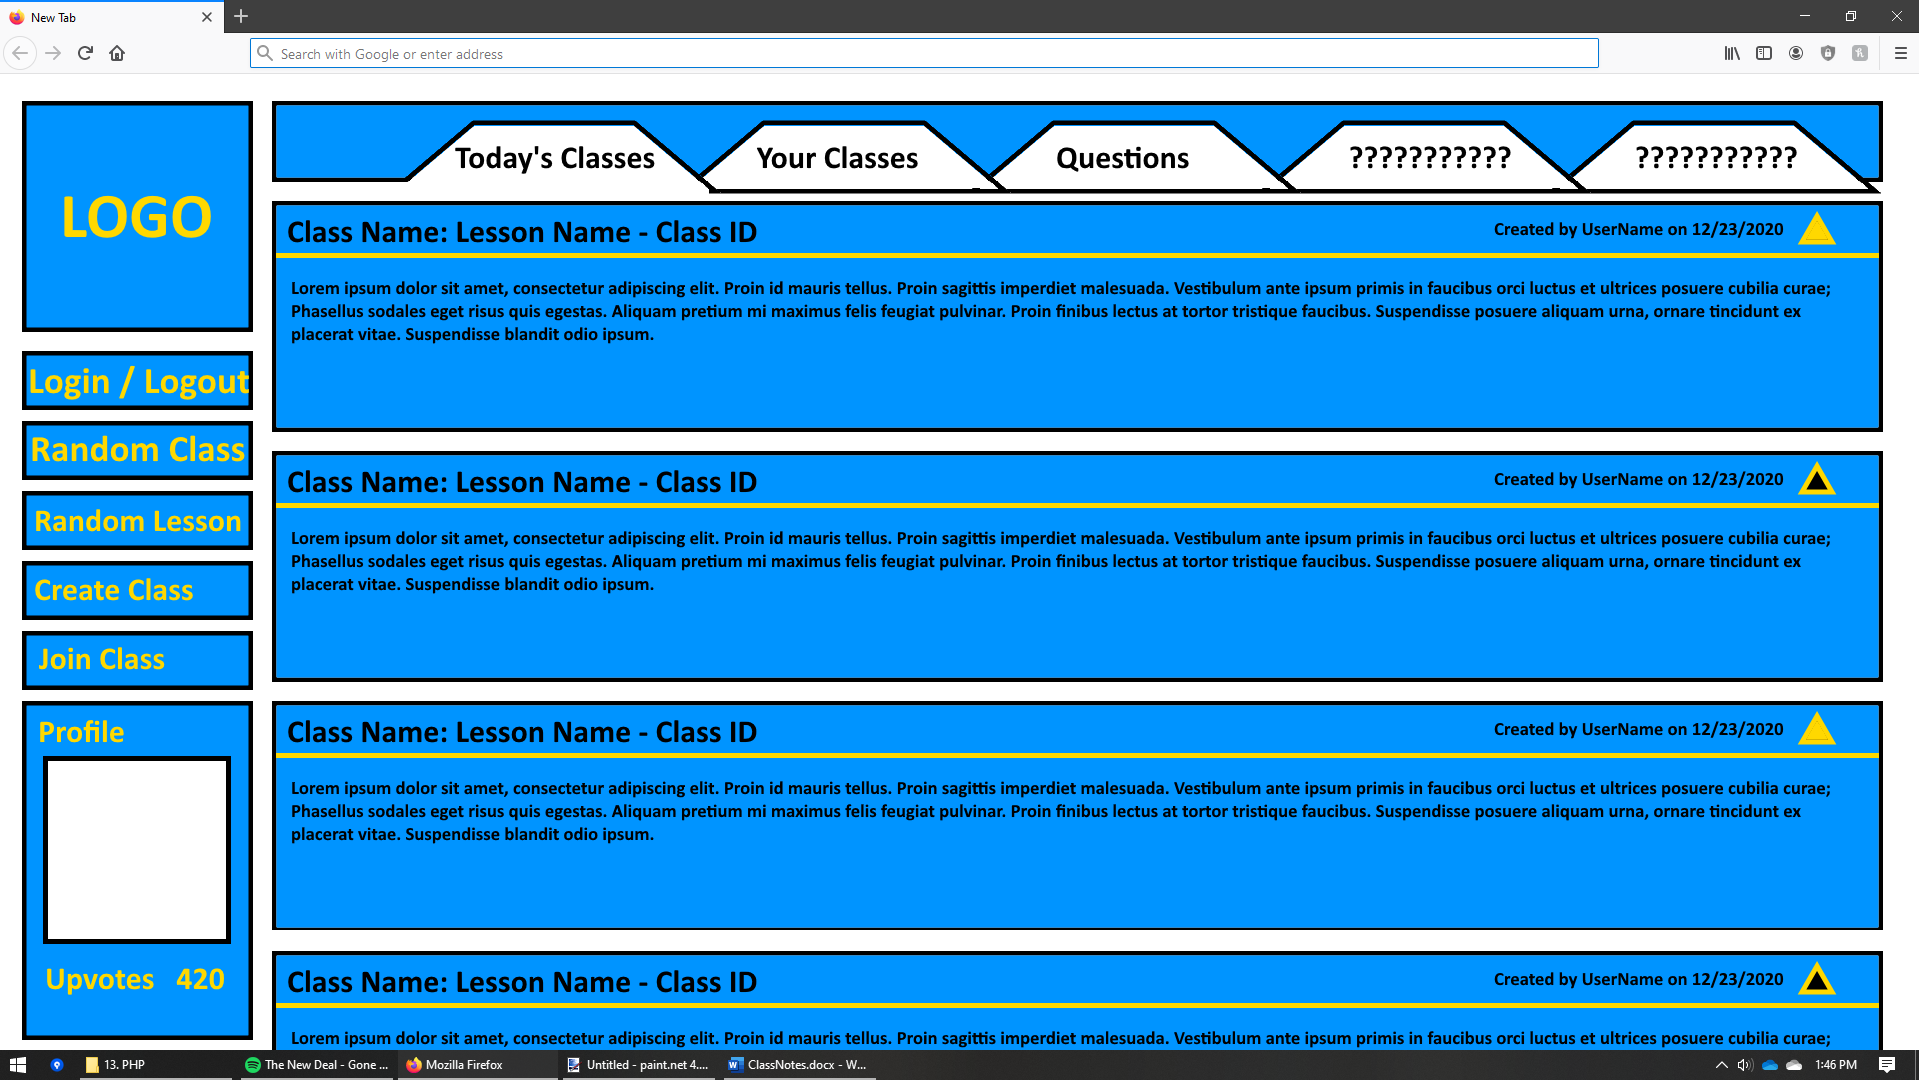 New Tab
Search with Google or enter address
LOGO
Today's Classes
Your Classes
Questions
???????????
???????????
Login / Logout
Random Class
Random Lesson
Create Class
Join Class
Profile
Upvotes 420
Class Name: Lesson Name - Class ID
Created by UserName on 12/23/2020
Lorem ipsum dolor sit amet, consectetur adipiscing elit. Proin id mauris tellus. Proin sagittis imperdiet malesuada. Vestibulum ante ipsum primis in faucibus orci luctus et ultrices posuere cubilia curae;
Phasellus sodales eget risus quis egestas. Aliquam pretium mi maximus felis feugiat pulvinar. Proin finibus lectus at tortor tristique faucibus. Suspendisse posuere aliquam urna, ornare tincidunt ex
placerat vitae. Suspendisse blandit odio ipsum.
Class Name: Lesson Name - Class ID
Created by UserName on 12/23/2020
Lorem ipsum dolor sit amet, consectetur adipiscing elit. Proin id mauris tellus. Proin sagittis imperdiet malesuada. Vestibulum ante ipsum primis in faucibus orci luctus et ultrices posuere cubilia curae;
Phasellus sodales eget risus quis egestas. Aliquam pretium mi maximus felis feugiat pulvinar. Proin finibus lectus at tortor tristique faucibus. Suspendisse posuere aliquam urna, ornare tincidunt ex
placerat vitae. Suspendisse blandit odio ipsum.
Class Name: Lesson Name - Class ID
Created by UserName on 12/23/2020
Lorem ipsum dolor sit amet, consectetur adipiscing elit. Proin id mauris tellus. Proin sagittis imperdiet malesuada. Vestibulum ante ipsum primis in faucibus orci luctus et ultrices posuere cubilia curae;
Phasellus sodales eget risus quis egestas. Aliquam pretium mi maximus felis feugiat pulvinar. Proin finibus lectus at tortor tristique faucibus. Suspendisse posuere aliquam urna, ornare tincidunt ex
placerat vitae. Suspendisse blandit odio ipsum.
Class Name: Lesson Name - Class ID
Created by UserName on 12/23/2020
Lorem ipsum dolor sit amet, consectetur adipiscing elit. Proin id mauris tellus. Proin sagittis imperdiet malesuada. Vestibulum ante ipsum primis in faucibus orci luctus et ultrices posuere cubilia curae;
13. PHP
The New Deal - Gone ...
Mozilla Firefox
Untitled - paint.net 4....
ClassNotes.docx - W...
1:46 PM